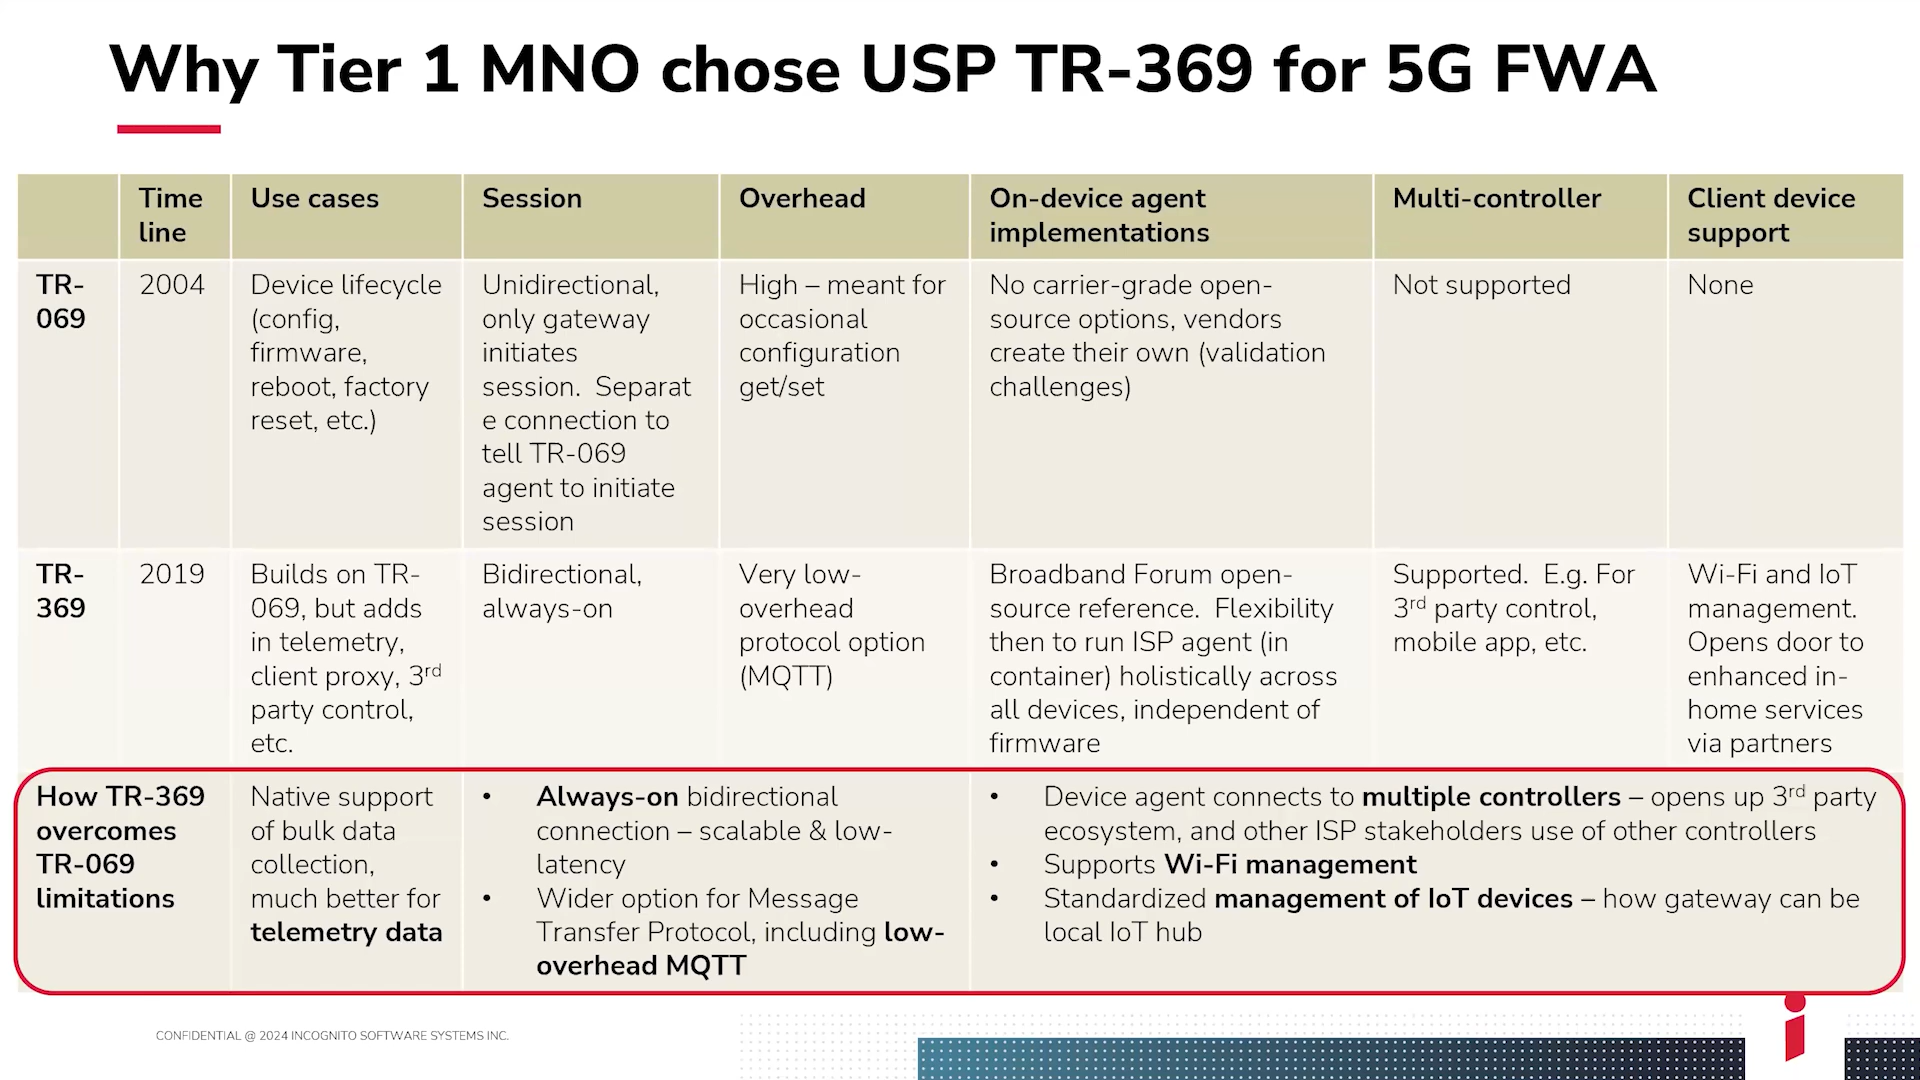 Why Tier 1 MNO chose USP TR-369 for 5G FWA
Time
line
Use cases
Session
Overhead
On-device agent
implementations
Multi-controller
Client device
support
TR-
069
2004
Device lifecycle
(config,
firmware,
reboot, factory
reset, etc.)
Unidirectional,
only gateway
initiates
session.  Separat
e connection to
tell TR-069
agent to initiate
session
High – meant for
occasional
configuration
get/set
No carrier-grade open-
source options, vendors
create their own (validation
challenges)
Not supported
None
TR-
369
2019
Builds on TR-
069, but adds
in telemetry,
client proxy, 3rd
party control,
etc.
Bidirectional,
always-on
Very low-
overhead
protocol option
(MQTT)
Broadband Forum open-
source reference.  Flexibility
then to run ISP agent (in
container) holistically across
all devices, independent of
firmware
Supported.  E.g. For
3rd party control,
mobile app, etc.
Wi-Fi and IoT
management.
Opens door to
enhanced in-
home services
via partners
How TR-369
overcomes
TR-069
limitations
Native support
of bulk data
collection,
much better for
telemetry data
• Always-on bidirectional
connection – scalable & low-
latency
• Wider option for Message
Transfer Protocol, including low-
overhead MQTT
• Device agent connects to multiple controllers – opens up 3rd party
ecosystem, and other ISP stakeholders use of other controllers
• Supports Wi-Fi management
• Standardized management of IoT devices – how gateway can be
local IoT hub
CONFIDENTIAL @ 2024 INCOGNITO SOFTWARE SYSTEMS INC.